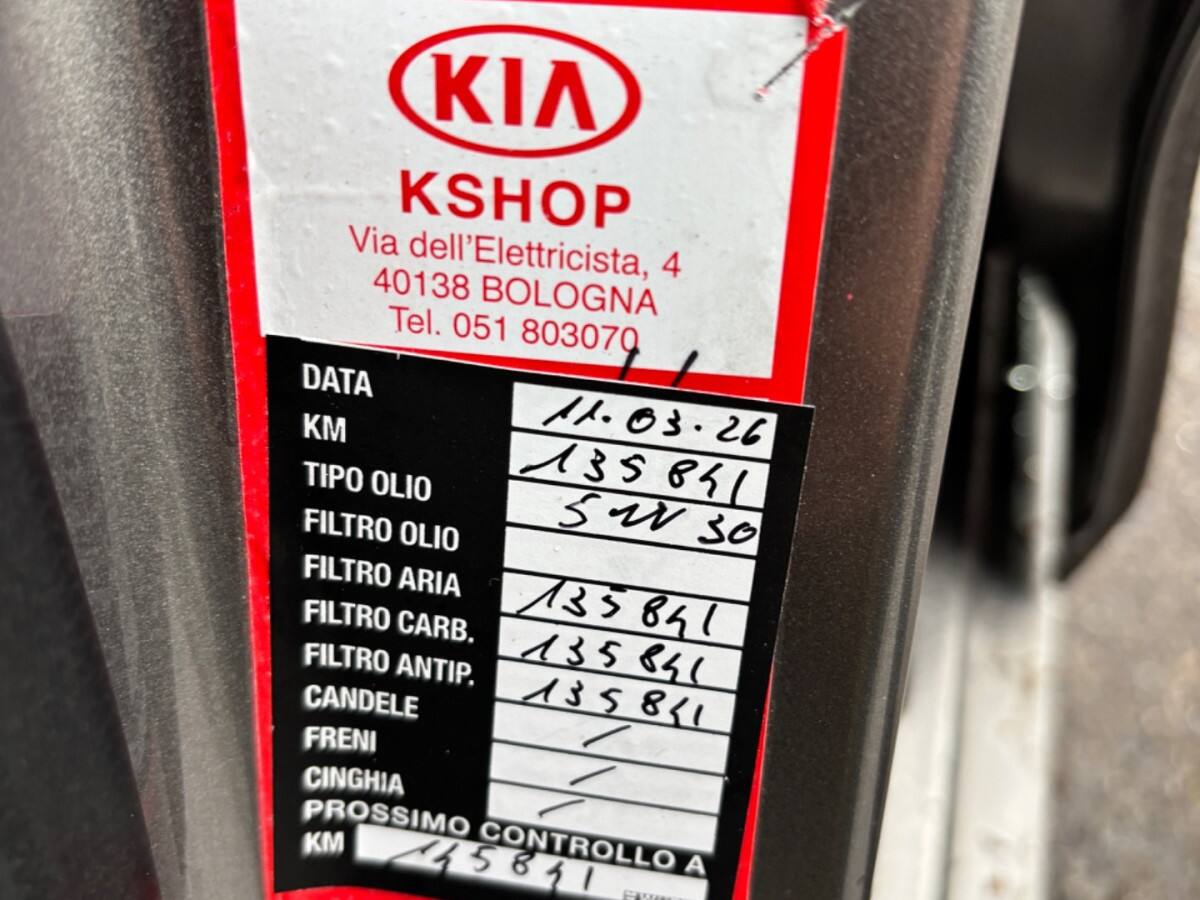 KIA
KSHOP
Via dell'Elettricista, 4
40138 BOLOGNA
Tel. 051 803070
DATA 11.03.26
KM 135841
TIPO OLIO 5W30
FILTRO OLIO
FILTRO ARIA 135841
FILTRO CARB. 135841
FILTRO ANTIP. 135841
CANDELE /
FRENI /
CINGHIA /
PROSSIMO CONTROLLO A
KM 145841